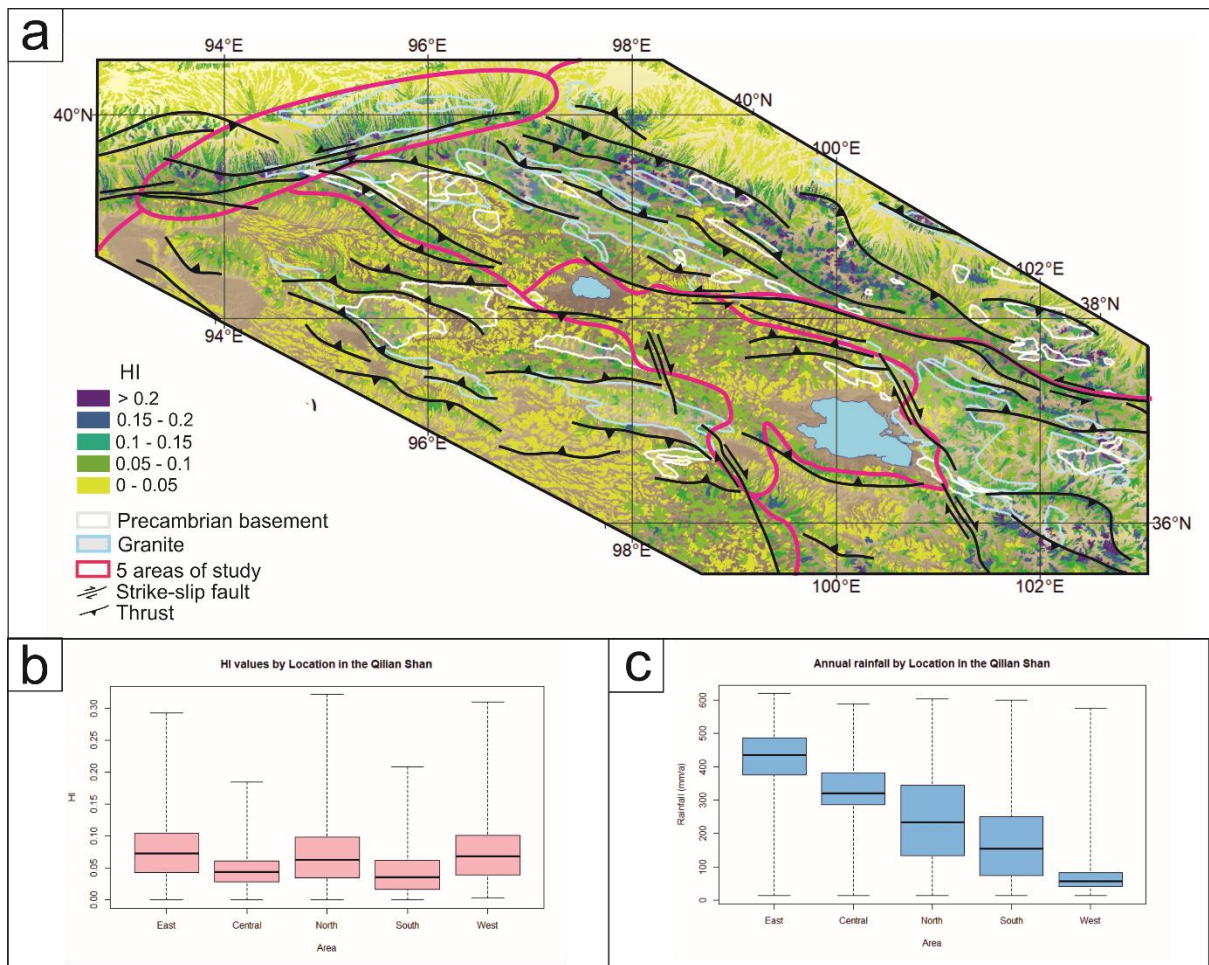 a
94°E
96°E
98°E
40°N
40°N
100°E
102°E
38°N
94°E
96°E
98°E
100°E
102°E
36°N
HI
> 0.2
0.15 - 0.2
0.1 - 0.15
0.05 - 0.1
0 - 0.05
Precambrian basement
Granite
5 areas of study
Strike-slip fault
Thrust
b
HI values by Location in the Qilian Shan
HI
0.30
0.25
0.20
0.15
0.10
0.05
0.00
East Central North South West
Area
c
Annual rainfall by Location in the Qilian Shan
Rainfall (mm/a)
600
500
400
300
200
100
0
East Central North South West
Area